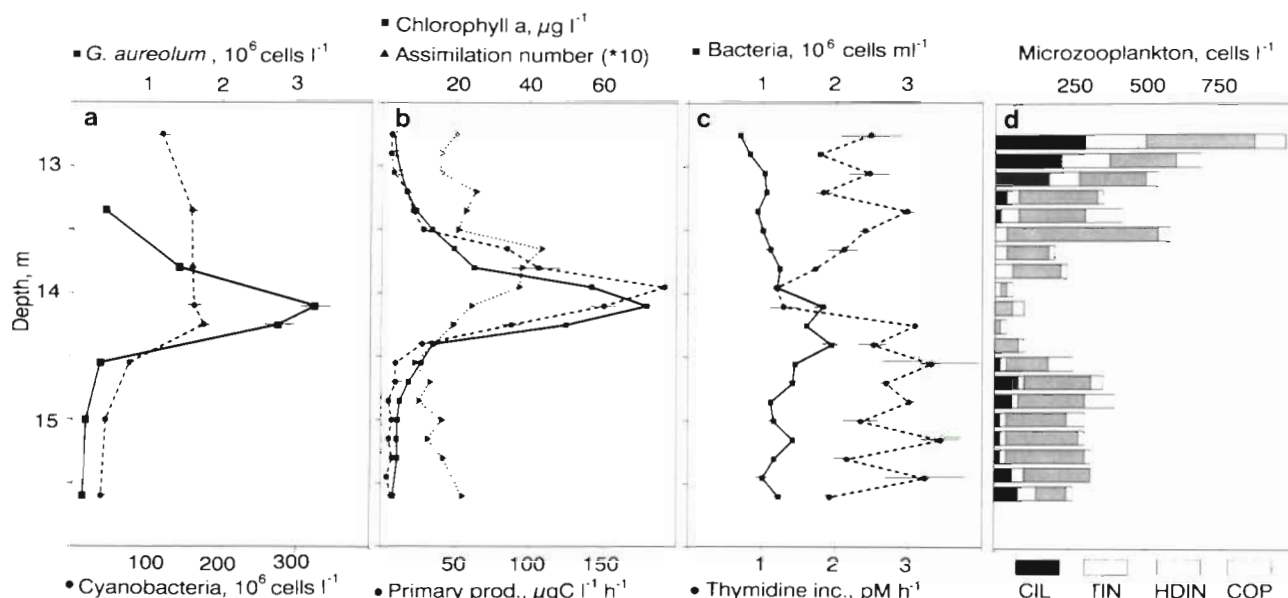 ■ Chlorophyll a, µg l⁻¹
■ G. aureolum , 10⁶ cells l⁻¹
▲ Assimilation number (*10)
■ Bacteria, 10⁶ cells ml⁻¹
Microzooplankton, cells l⁻¹
1 2 3
20 40 60
1 2 3
250 500 750
a
b
c
d
13
14
15
Depth, m
100 200 300
50 100 150
1 2 3
● Cyanobacteria, 10⁶ cells l⁻¹
● Primary prod., µgC l⁻¹ h⁻¹
● Thymidine inc., pM h⁻¹
CIL TIN HDIN COP